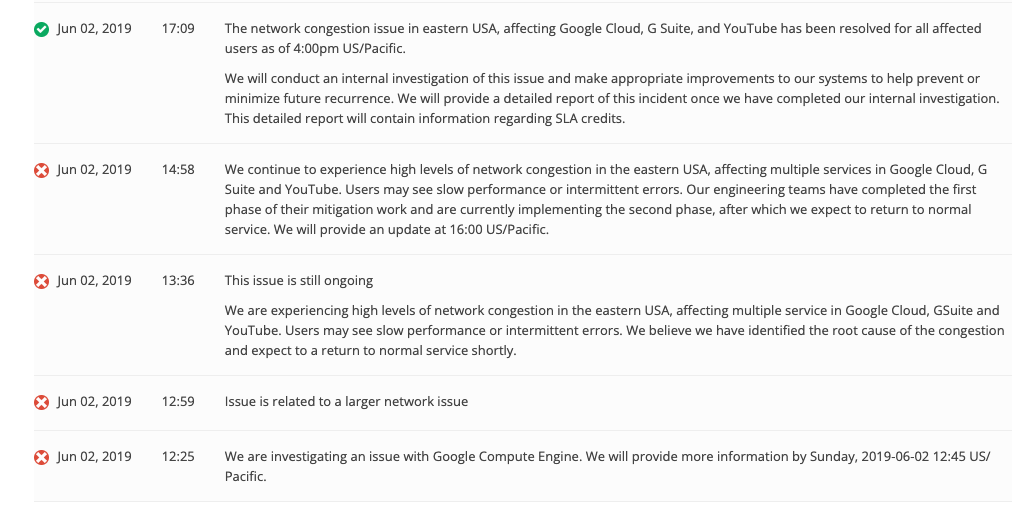 Jun 02, 2019 17:09 The network congestion issue in eastern USA, affecting Google Cloud, G Suite, and YouTube has been resolved for all affected
users as of 4:00pm US/Pacific.
We will conduct an internal investigation of this issue and make appropriate improvements to our systems to help prevent or
minimize future recurrence. We will provide a detailed report of this incident once we have completed our internal investigation.
This detailed report will contain information regarding SLA credits.
Jun 02, 2019 14:58 We continue to experience high levels of network congestion in the eastern USA, affecting multiple services in Google Cloud, G
Suite and YouTube. Users may see slow performance or intermittent errors. Our engineering teams have completed the first
phase of their mitigation work and are currently implementing the second phase, after which we expect to return to normal
service. We will provide an update at 16:00 US/Pacific.
Jun 02, 2019 13:36 This issue is still ongoing
We are experiencing high levels of network congestion in the eastern USA, affecting multiple service in Google Cloud, GSuite and
YouTube. Users may see slow performance or intermittent errors. We believe we have identified the root cause of the congestion
and expect to a return to normal service shortly.
Jun 02, 2019 12:59 Issue is related to a larger network issue
Jun 02, 2019 12:25 We are investigating an issue with Google Compute Engine. We will provide more information by Sunday, 2019-06-02 12:45 US/
Pacific.